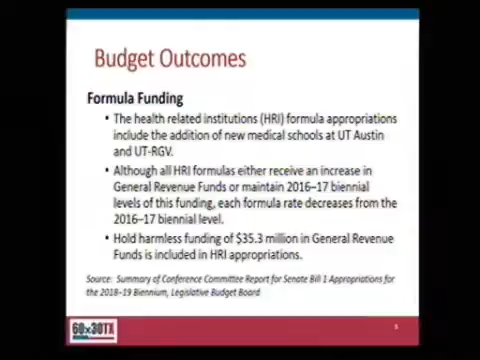 Budget Outcomes
Formula Funding
• The health related institutions (HRI) formula appropriations
include the addition of new medical schools at UT Austin
and UT-RGV.
• Although all HRI formulas either receive an increase in
General Revenue Funds or maintain 2016–17 biennial
levels of this funding, each formula rate decreases from the
2016–17 biennial level.
• Hold harmless funding of $35.3 million in General Revenue
Funds is included in HRI appropriations.
Source: Summary of Conference Committee Report for Senate Bill 1 Appropriations for
the 2018–19 Biennium, Legislative Budget Board
60x30TX